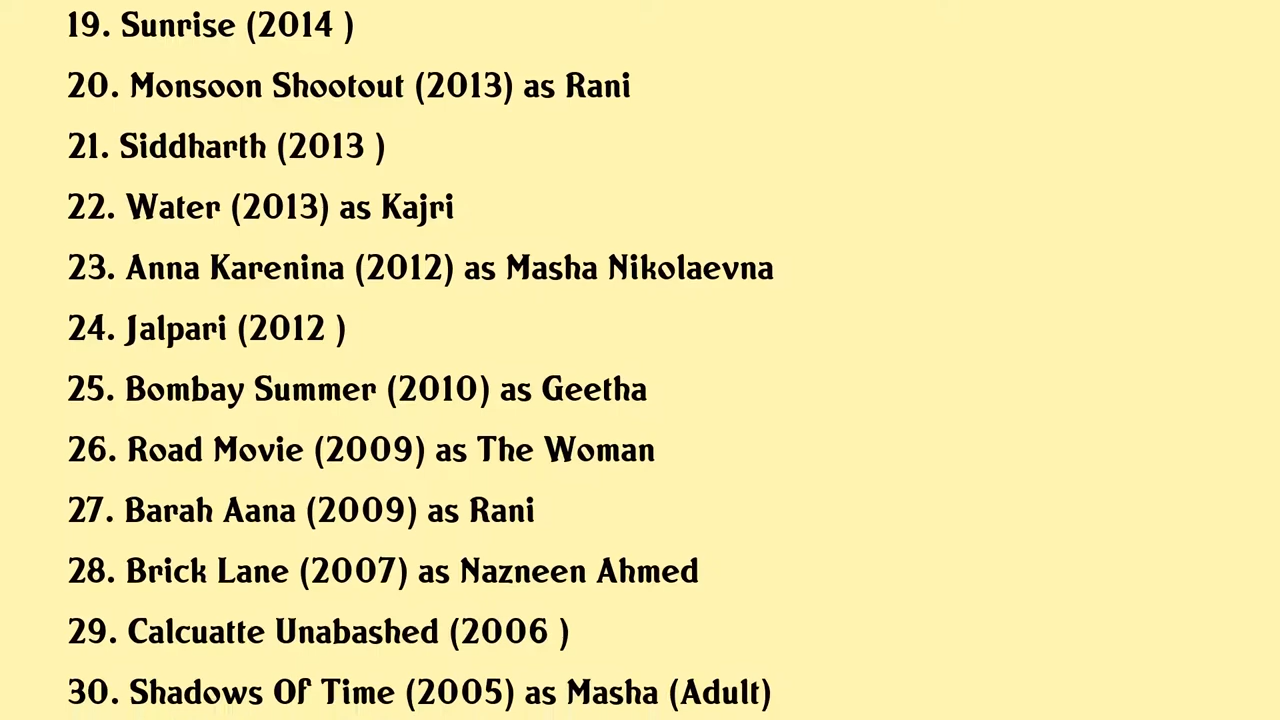 19. Sunrise (2014 )
20. Monsoon Shootout (2013) as Rani
21. Siddharth (2013 )
22. Water (2013) as Kajri
23. Anna Karenina (2012) as Masha Nikolaevna
24. Jalpari (2012 )
25. Bombay Summer (2010) as Geetha
26. Road Movie (2009) as The Woman
27. Barah Aana (2009) as Rani
28. Brick Lane (2007) as Nazneen Ahmed
29. Calcuatte Unabashed (2006 )
30. Shadows Of Time (2005) as Masha (Adult)